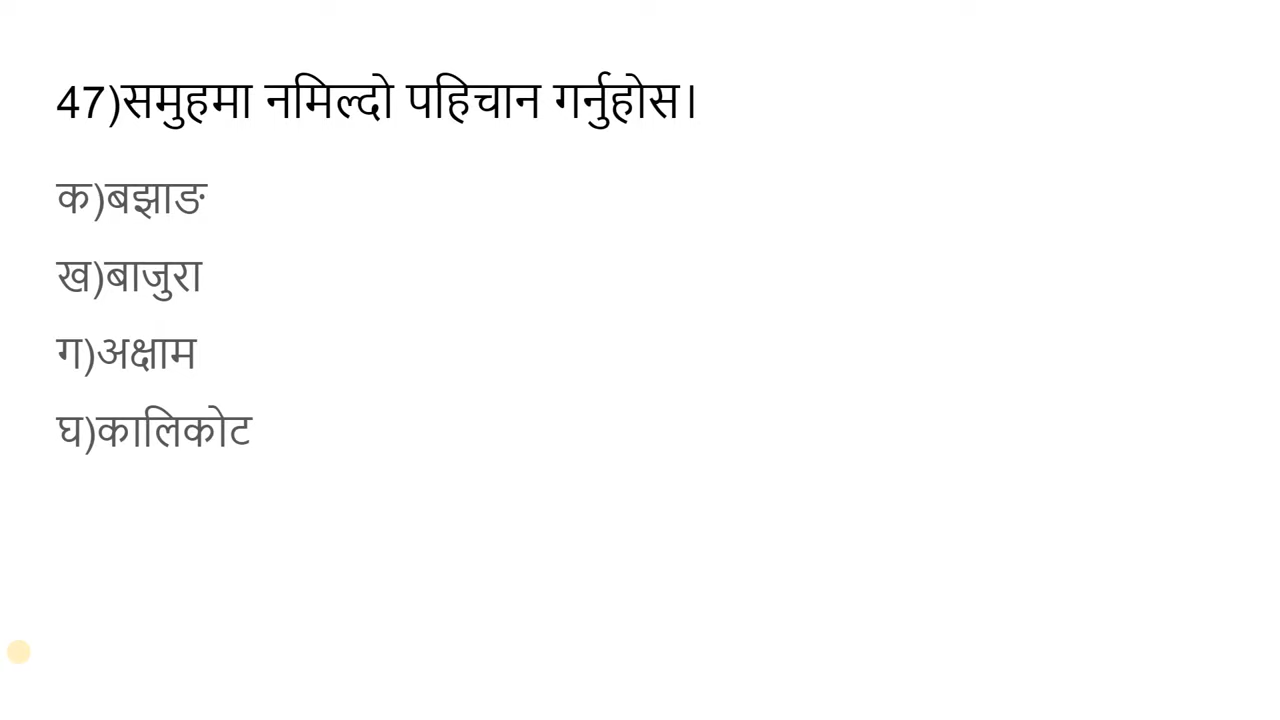 47)समुहमा नमिल्दो पहिचान गर्नुहोस।
क)बझाङ
ख)बाजुरा
ग)अक्षाम
घ)कालिकोट